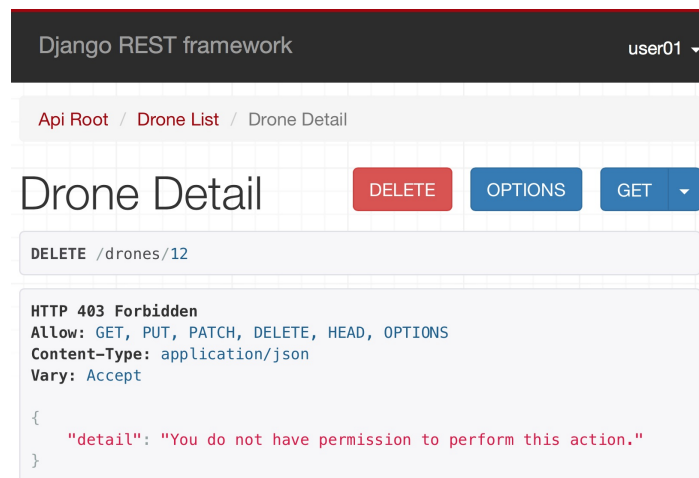 Django REST framework
user01
Api Root / Drone List / Drone Detail
Drone Detail
DELETE
OPTIONS
GET
DELETE /drones/12
HTTP 403 Forbidden
Allow: GET, PUT, PATCH, DELETE, HEAD, OPTIONS
Content-Type: application/json
Vary: Accept
{
"detail": "You do not have permission to perform this action."
}